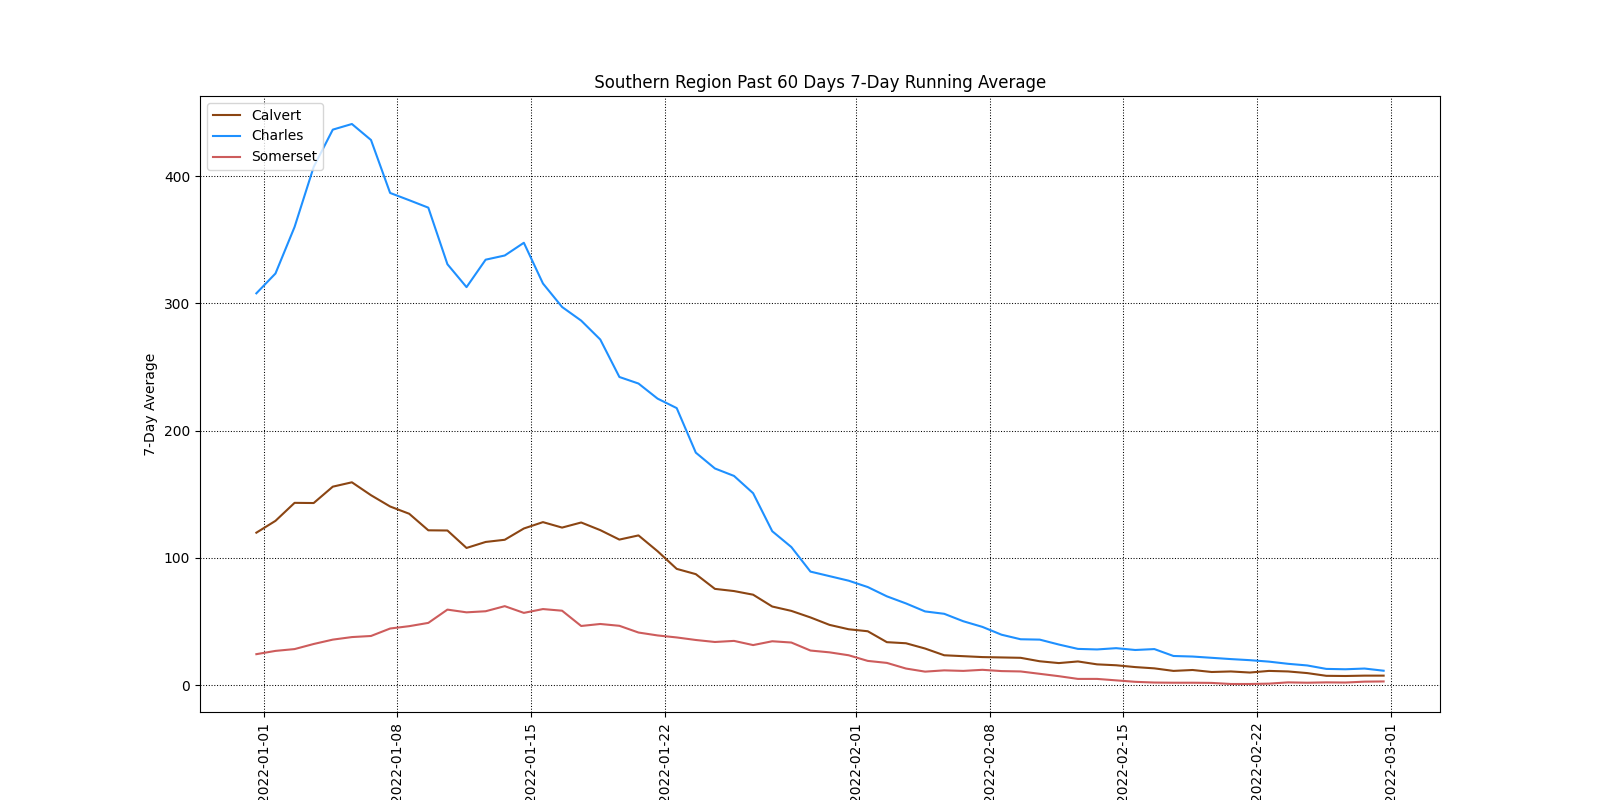 Southern Region Past 60 Days 7-Day Running Average
Calvert
Charles
Somerset
7-Day Average
400
300
200
100
0
2022-01-01
2022-01-08
2022-01-15
2022-01-22
2022-02-01
2022-02-08
2022-02-15
2022-02-22
2022-03-01